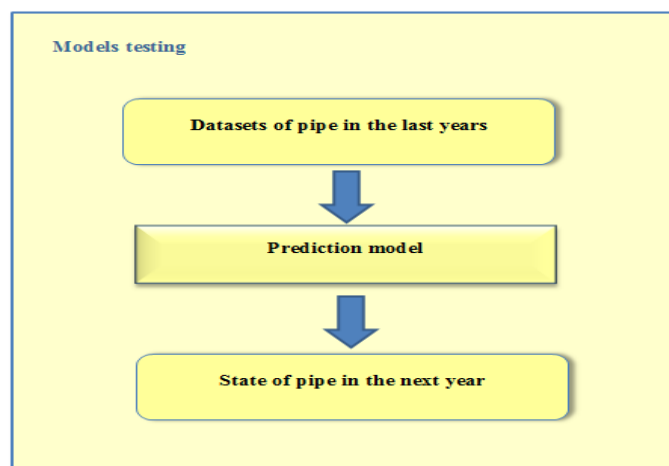 Models testing
Datasets of pipe in the last years
Prediction model
State of pipe in the next year